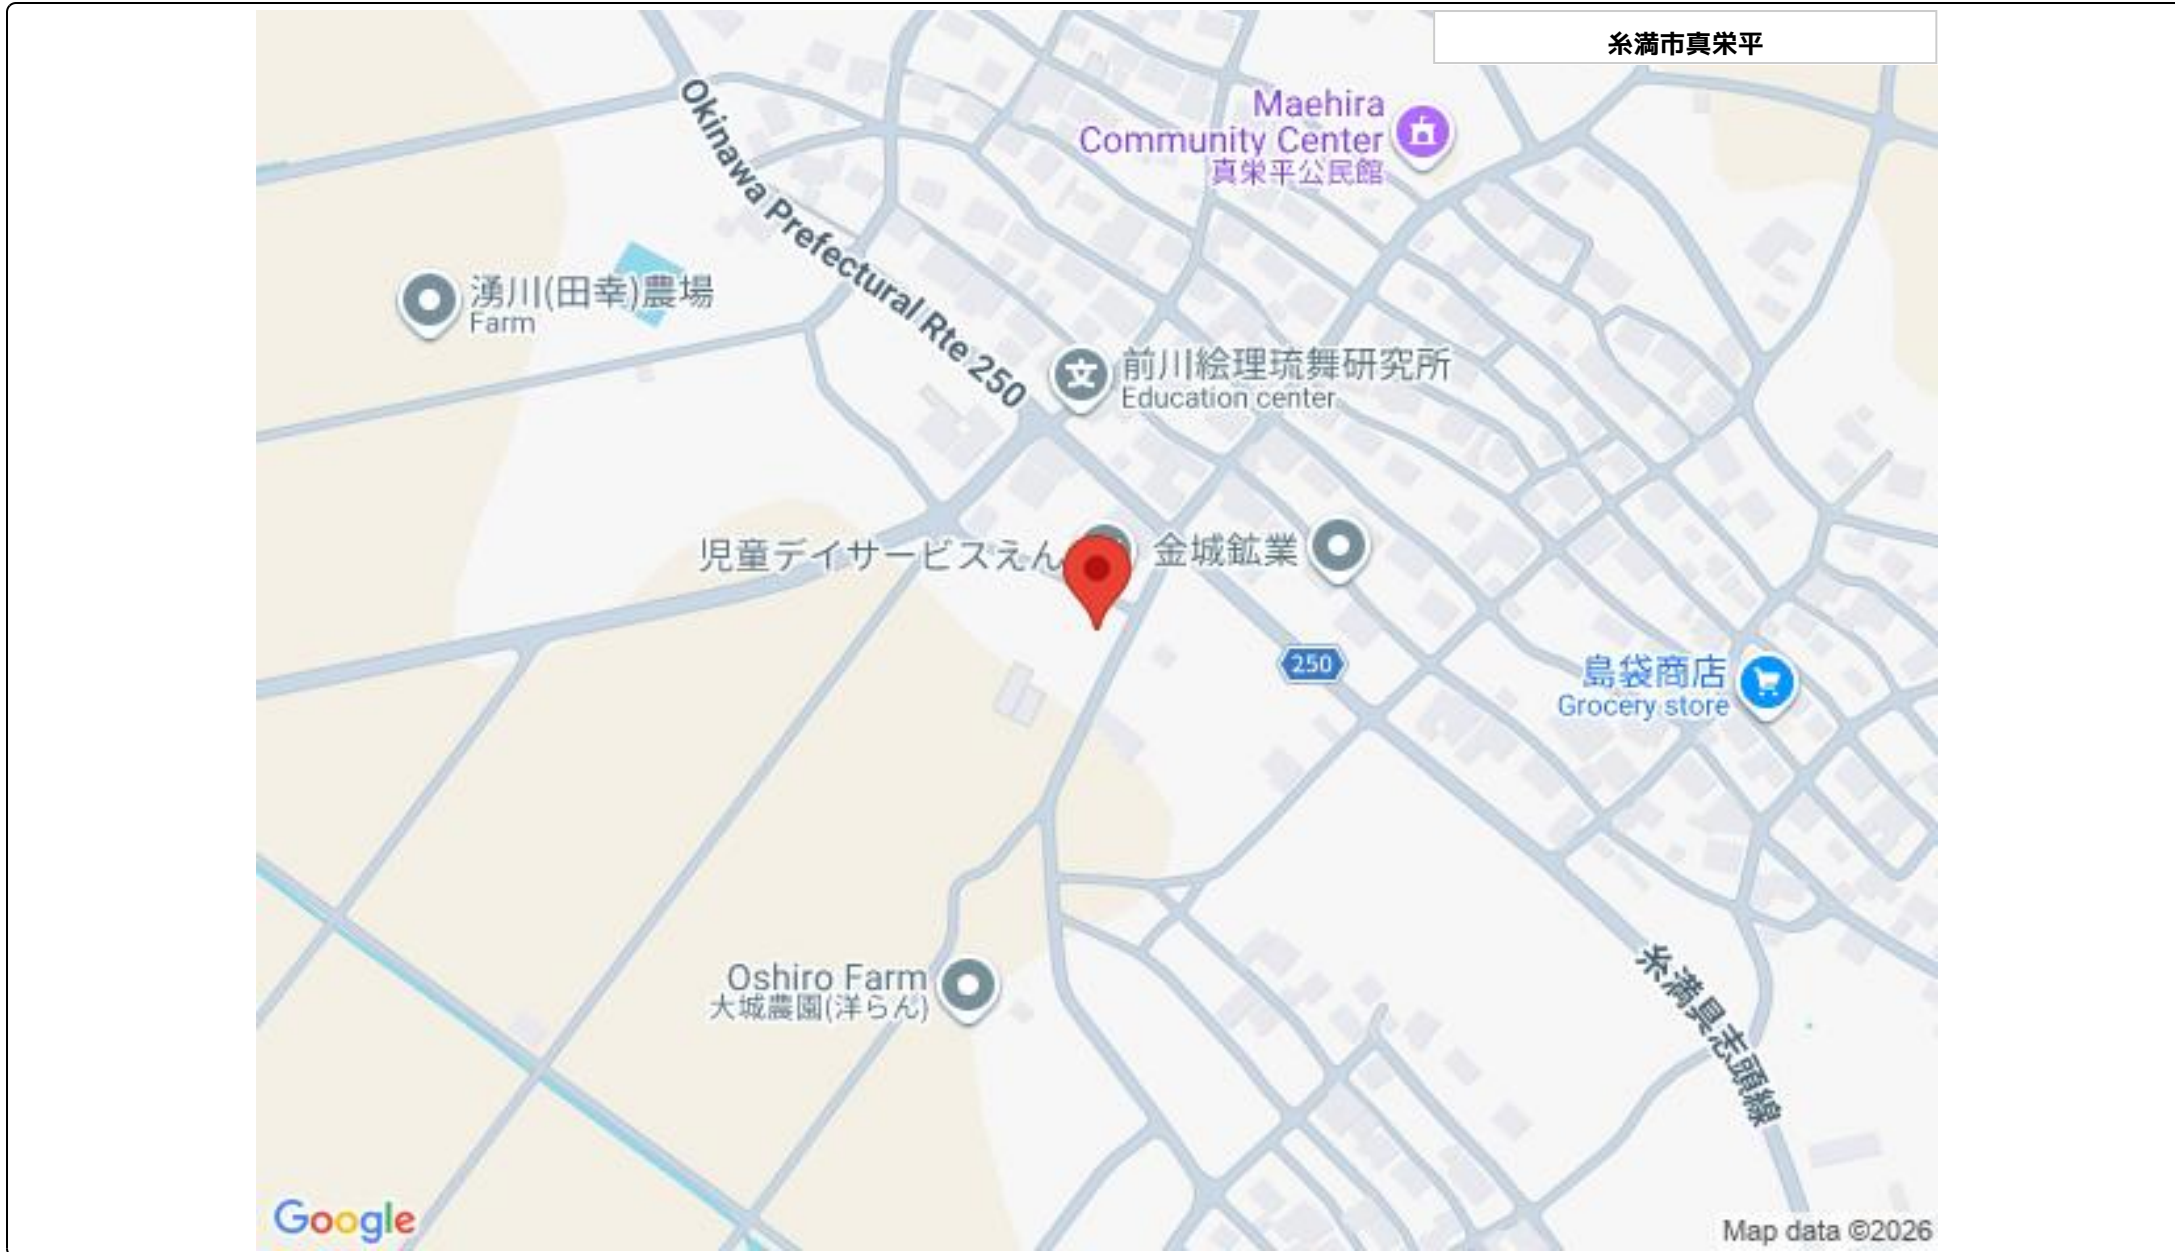 糸満市真栄平
Okinawa Prefectural Rte 250
Maehira
Community Center
真栄平公民館
湧川(田幸)農場
Farm
前川絵理琉舞研究所
Education center
児童デイサービスえん
金城鉱業
250
島袋商店
Grocery store
Oshiro Farm
大城農園(洋らん)
糸満具志頭線
Google
Map data ©2026